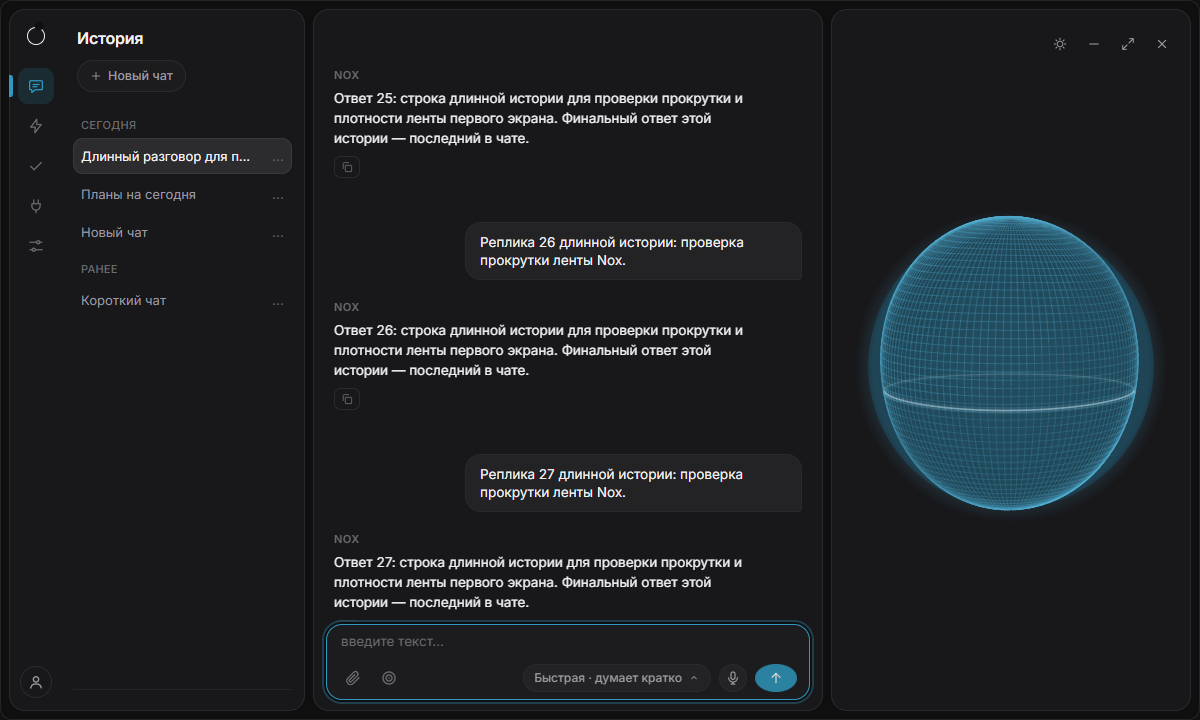 История
+ Новый чат
СЕГОДНЯ
Длинный разговор для п...
...
Планы на сегодня
...
Новый чат
...
РАНЕЕ
Короткий чат
...
NOX
Ответ 25: строка длинной истории для проверки прокрутки и
плотности ленты первого экрана. Финальный ответ этой
истории — последний в чате.
Реплика 26 длинной истории: проверка
прокрутки ленты Nox.
NOX
Ответ 26: строка длинной истории для проверки прокрутки и
плотности ленты первого экрана. Финальный ответ этой
истории — последний в чате.
Реплика 27 длинной истории: проверка
прокрутки ленты Nox.
NOX
Ответ 27: строка длинной истории для проверки прокрутки и
плотности ленты первого экрана. Финальный ответ этой
истории — последний в чате.
введите текст...
Быстрая · думает кратко